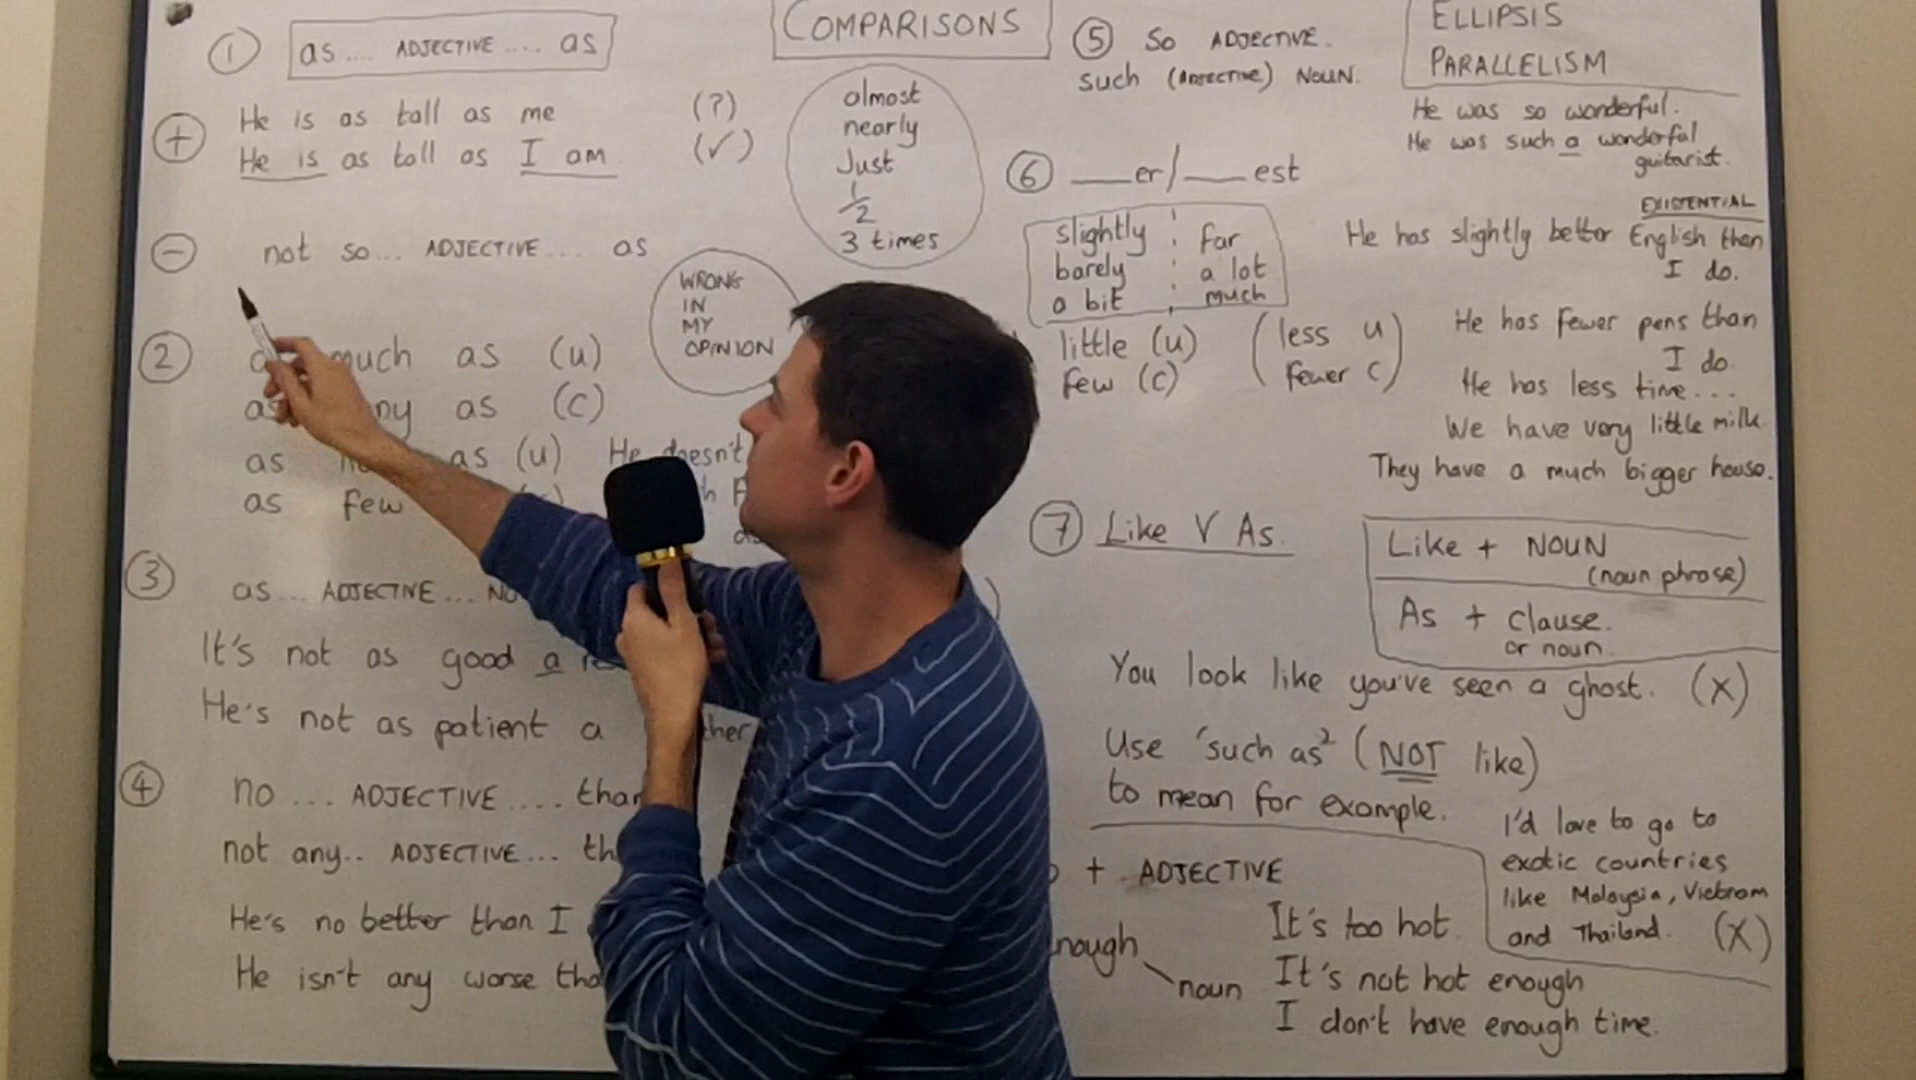 COMPARISONS
① as .... ADJECTIVE .... as
+ He is as tall as me (?)
He is as tall as I am (✓)
- not so... ADJECTIVE.... as
almost
nearly
Just
1/2
3 times
WRONG
IN
MY
OPINION
② much as (u)
as as (c)
as as (u) He doesn't
as few
③ as ... ADJECTIVE ...
It's not as good a
He's not as patient a
④ no ... ADJECTIVE .... than
not any.. ADJECTIVE...
He's no better than I
He isn't any worse
⑤ So ADJECTIVE.
such (ADJECTIVE) NOUN.
ELLIPSIS
PARALLELISM
He was so wonderful.
He was such a wonderful
guitarist.
⑥ ___er/___est
slightly far
barely a lot
a bit much
little (u) (less u)
few (c) (fewer c)
EXISTENTIAL
He has slightly better English than
I do.
He has fewer pens than
I do.
He has less time...
We have very little milk.
They have a much bigger house.
⑦ Like V As.
Like + NOUN
(noun phrase)
As + clause.
or noun.
You look like you've seen a ghost. (X)
Use 'such as' (NOT like)
to mean for example.
I'd love to go to
exotic countries
like Malaysia, Vietnam
and Thailand. (X)
+ ADJECTIVE
noun
It's too hot.
It's not hot enough
I don't have enough time.